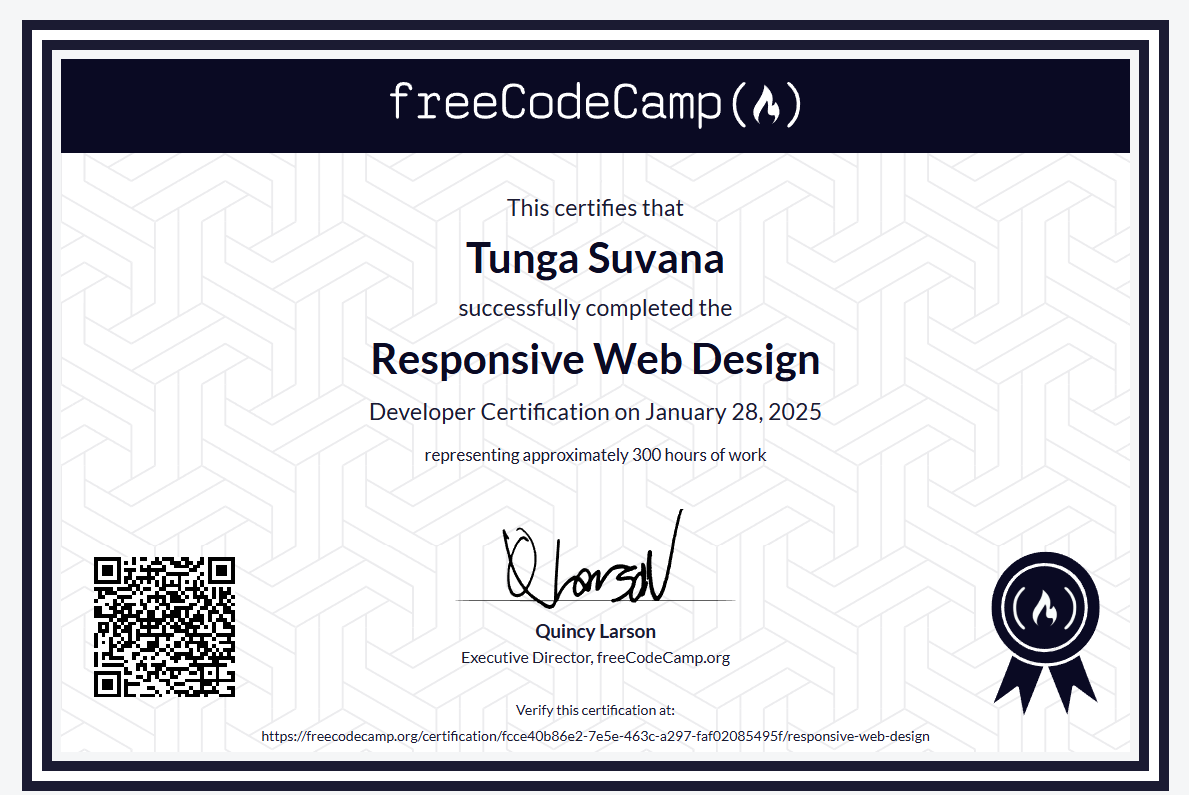 freeCodeCamp
This certifies that
Tunga Suvana
successfully completed the
Responsive Web Design
Developer Certification on January 28, 2025
representing approximately 300 hours of work
QLarson
Quincy Larson
Executive Director, freeCodeCamp.org
Verify this certification at:
https://freecodecamp.org/certification/fcce40b86e2-7e5e-463c-a297-faf02085495f/responsive-web-design